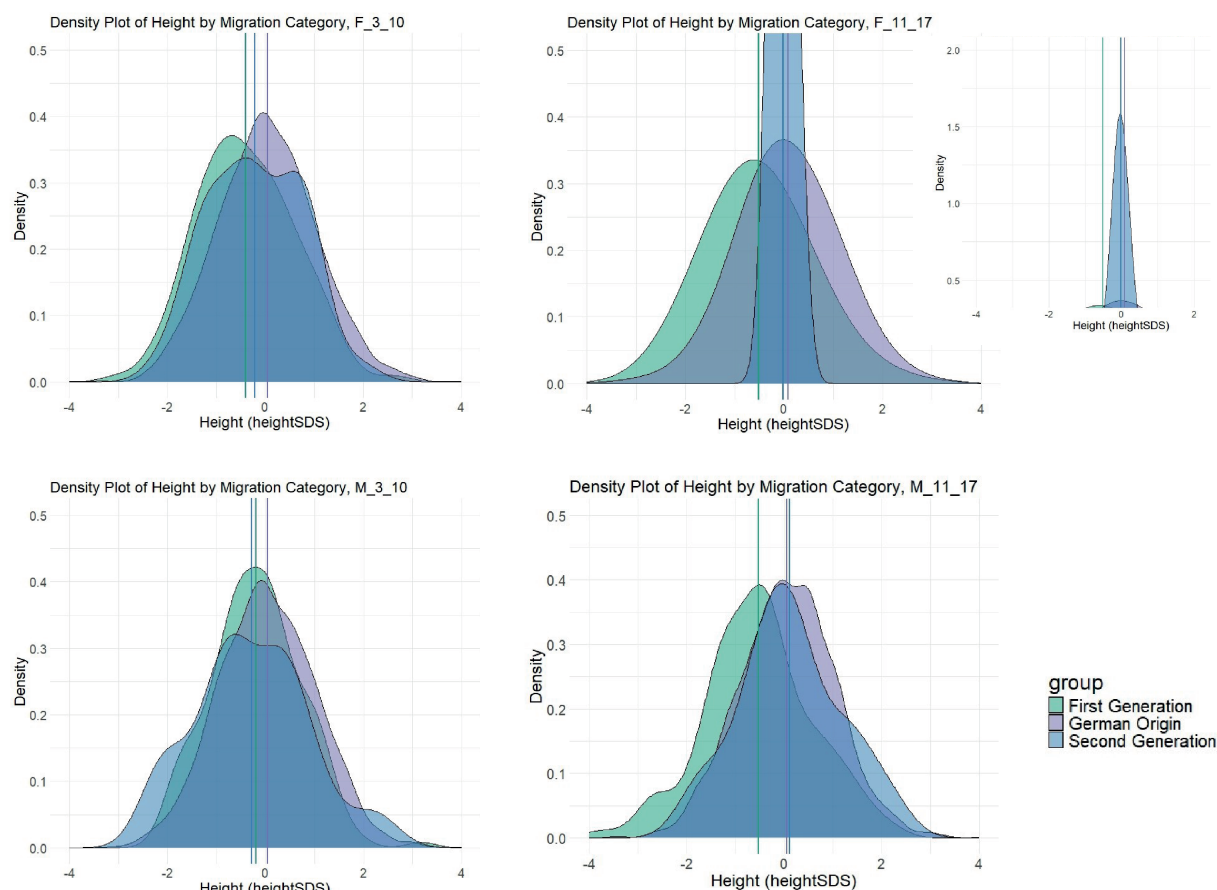 Density Plot of Height by Migration Category, F_3_10
0.5
0.4
0.3
0.2
0.1
0.0
Density
-4 -2 0 2 4
Height (heightSDS)
Density Plot of Height by Migration Category, F_11_17
0.5
0.4
0.3
0.2
0.1
0.0
Density
-4 -2 0 2 4
Height (heightSDS)
2.0
1.5
1.0
0.5
Density
-4 -2 0 2
Height (heightSDS)
Density Plot of Height by Migration Category, M_3_10
0.5
0.4
0.3
0.2
0.1
0.0
Density
-4 -2 0 2 4
Height (heightSDS)
Density Plot of Height by Migration Category, M_11_17
0.5
0.4
0.3
0.2
0.1
0.0
Density
-4 -2 0 2 4
Height (heightSDS)
group
First Generation
German Origin
Second Generation